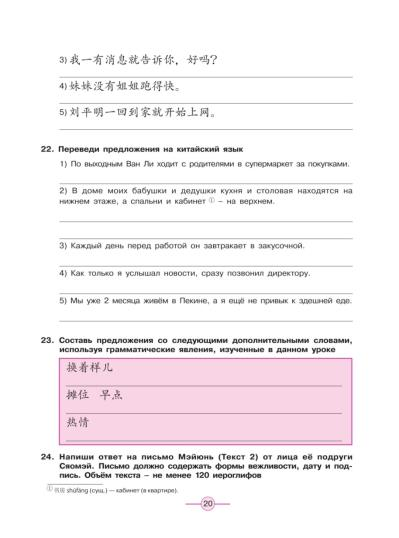 3) 我一有消息就告诉你，好吗？
4) 妹妹没有姐姐跑得快。
5) 刘平明一回到家就开始上网。
22. Переведи предложения на китайский язык
1) По выходным Ван Ли ходит с родителями в супермаркет за покупками.
2) В доме моих бабушки и дедушки кухня и столовая находятся на
нижнем этаже, а спальни и кабинет ① – на верхнем.
3) Каждый день перед работой он завтракает в закусочной.
4) Как только я услышал новости, сразу позвонил директору.
5) Мы уже 2 месяца живём в Пекине, а я ещё не привык к здешней еде.
23. Составь предложения со следующими дополнительными словами,
используя грамматические явления, изученные в данном уроке
换着样儿
摊位 早点
热情
24. Напиши ответ на письмо Мэйюнь (Текст 2) от лица её подруги
Свомэй. Письмо должно содержать формы вежливости, дату и под-
пись. Объём текста – не менее 120 иероглифов
① 书房 shūfáng (сущ.) — кабинет (в квартире).
20